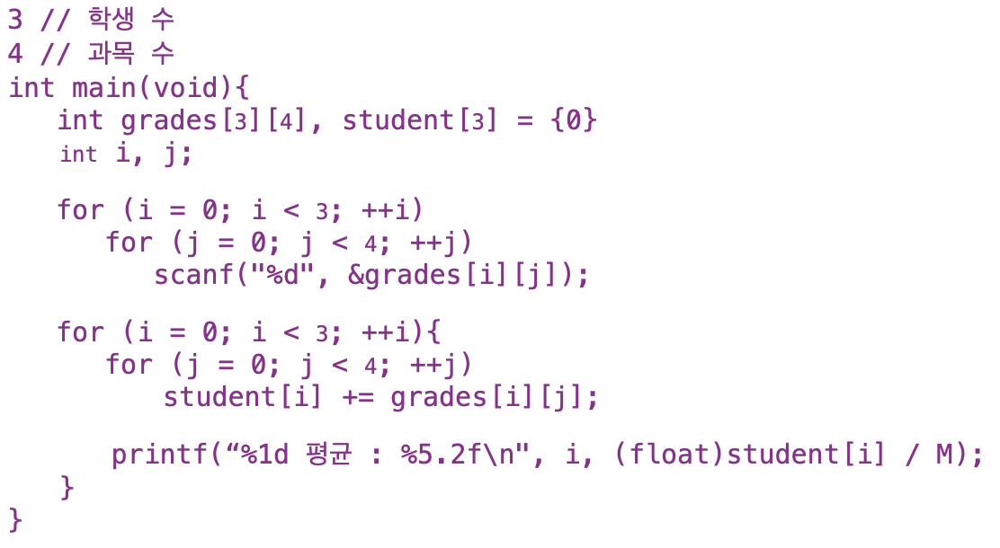 3 // 학생 수
4 // 과목 수
int main(void){
int grades[3][4], student[3] = {0}
int i, j;
for (i = 0; i < 3; ++i)
for (j = 0; j < 4; ++j)
scanf("%d", &grades[i][j]);
for (i = 0; i < 3; ++i){
for (j = 0; j < 4; ++j)
student[i] += grades[i][j];
printf(“%1d 평균 : %5.2f\n", i, (float)student[i] / M);
}
}